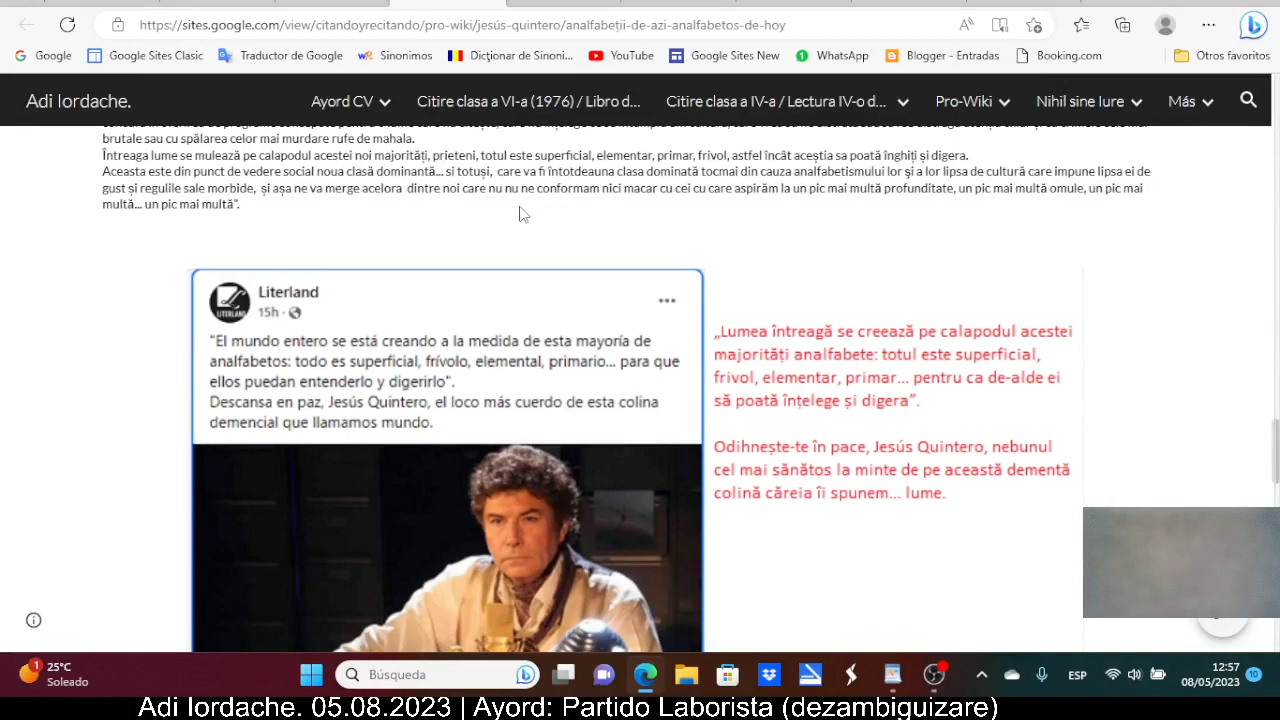 https://sites.google.com/view/citandoyrecitando/pro-wiki/jesús-quintero/analfabeții-de-azi-analfabetos-de-hoy
Google Google Sites Clasic Traductor de Google Sinonimos Dicționar de Sinoni... YouTube Google Sites New WhatsApp Blogger - Entradas Booking.com Otros favoritos
Adi Iordache. Ayord CV Citire clasa a VI-a (1976) / Libro d... Citire clasa a IV-a / Lectura IV-o d... Pro-Wiki Nihil sine Iure Más
brutale sau cu spălarea celor mai murdare rufe de mahala.
Întreaga lume se mulează pe calapodul acestei noi majorități, prieteni, totul este superficial, elementar, primar, frivol, astfel încât aceștia sa poată înghiți și digera.
Aceasta este din punct de vedere social noua clasă dominantă... si totuși, care va fi întotdeauna clasa dominată tocmai din cauza analfabetismului lor și a lor lipsa de cultură care impune lipsa ei de
gust și regulile sale morbide, și așa ne va merge acelora dintre noi care nu nu ne conformam nici macar cu cei cu care aspirăm la un pic mai multă profunditate, un pic mai multă omule, un pic mai
multă... un pic mai multă".
Literland
15h
"El mundo entero se está creando a la medida de esta mayoría de
analfabetos: todo es superficial, frívolo, elemental, primario... para que
ellos puedan entenderlo y digerirlo".
Descansa en paz, Jesús Quintero, el loco más cuerdo de esta colina
demencial que llamamos mundo.
„Lumea întreagă se creează pe calapodul acestei
majorități analfabete: totul este superficial,
frivol, elementar, primar... pentru ca de-alde ei
să poată înțelege și digera”.
Odihnește-te în pace, Jesús Quintero, nebunul
cel mai sănătos la minte de pe această dementă
colină căreia îi spunem... lume.
25°C
Soleado
Búsqueda
ESP
12:57
08/05/2023
Adi Iordache. 05.08.2023 | Ayord: Partido Laborista (dezambiguizare)